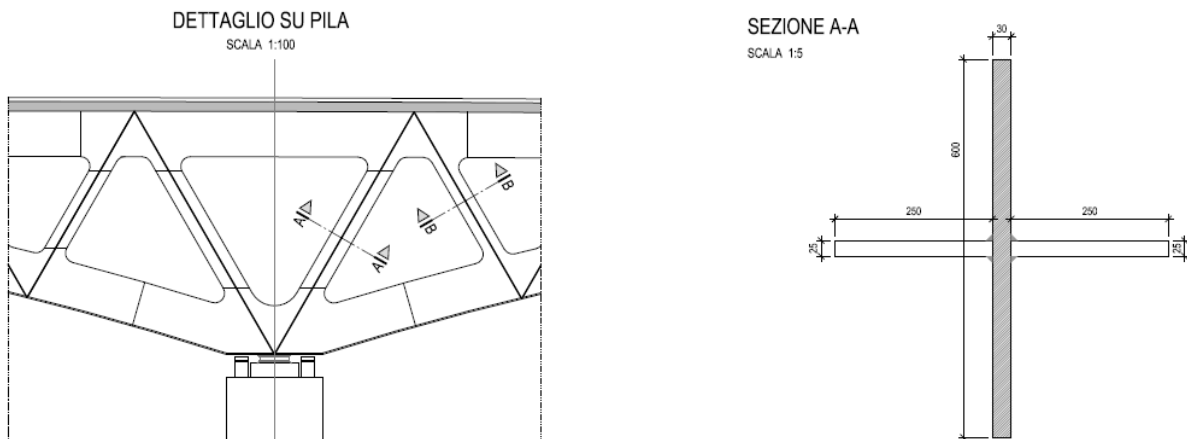 DETTAGLIO SU PILA
SCALA 1:100
A
A
B
B
SEZIONE A-A
SCALA 1:5
30
600
250
250
25
25